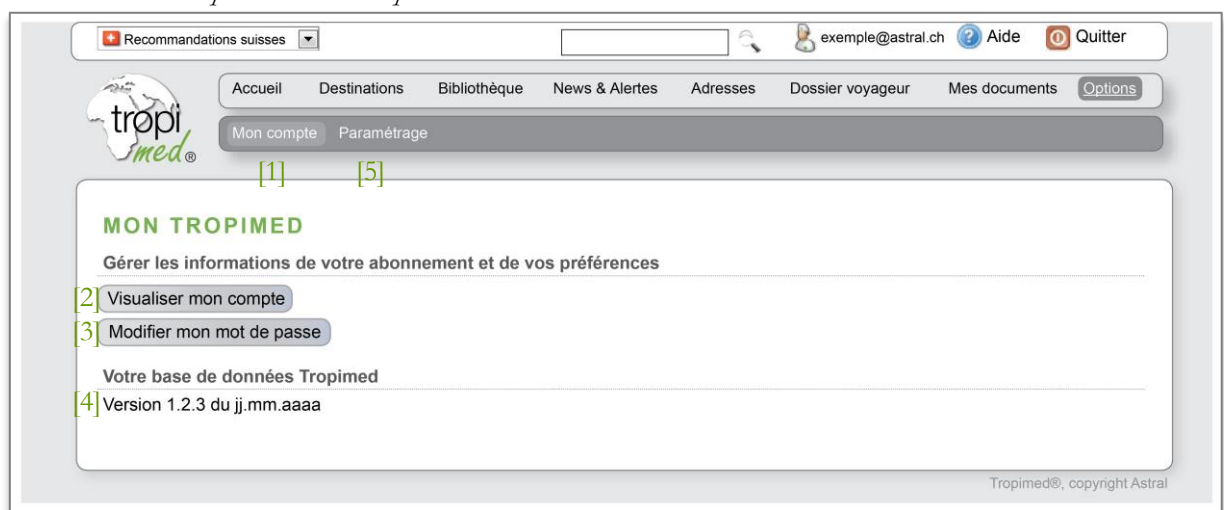 Recommandations suisses exemple@astral.ch Aide Quitter
Accueil Destinations Bibliothèque News & Alertes Adresses Dossier voyageur Mes documents Options
tropi
med®
Mon compte Paramétrage
[1] [5]
MON TROPIMED
Gérer les informations de votre abonnement et de vos préférences
[2] Visualiser mon compte
[3] Modifier mon mot de passe
Votre base de données Tropimed
[4] Version 1.2.3 du jj.mm.aaaa
Tropimed®, copyright Astral